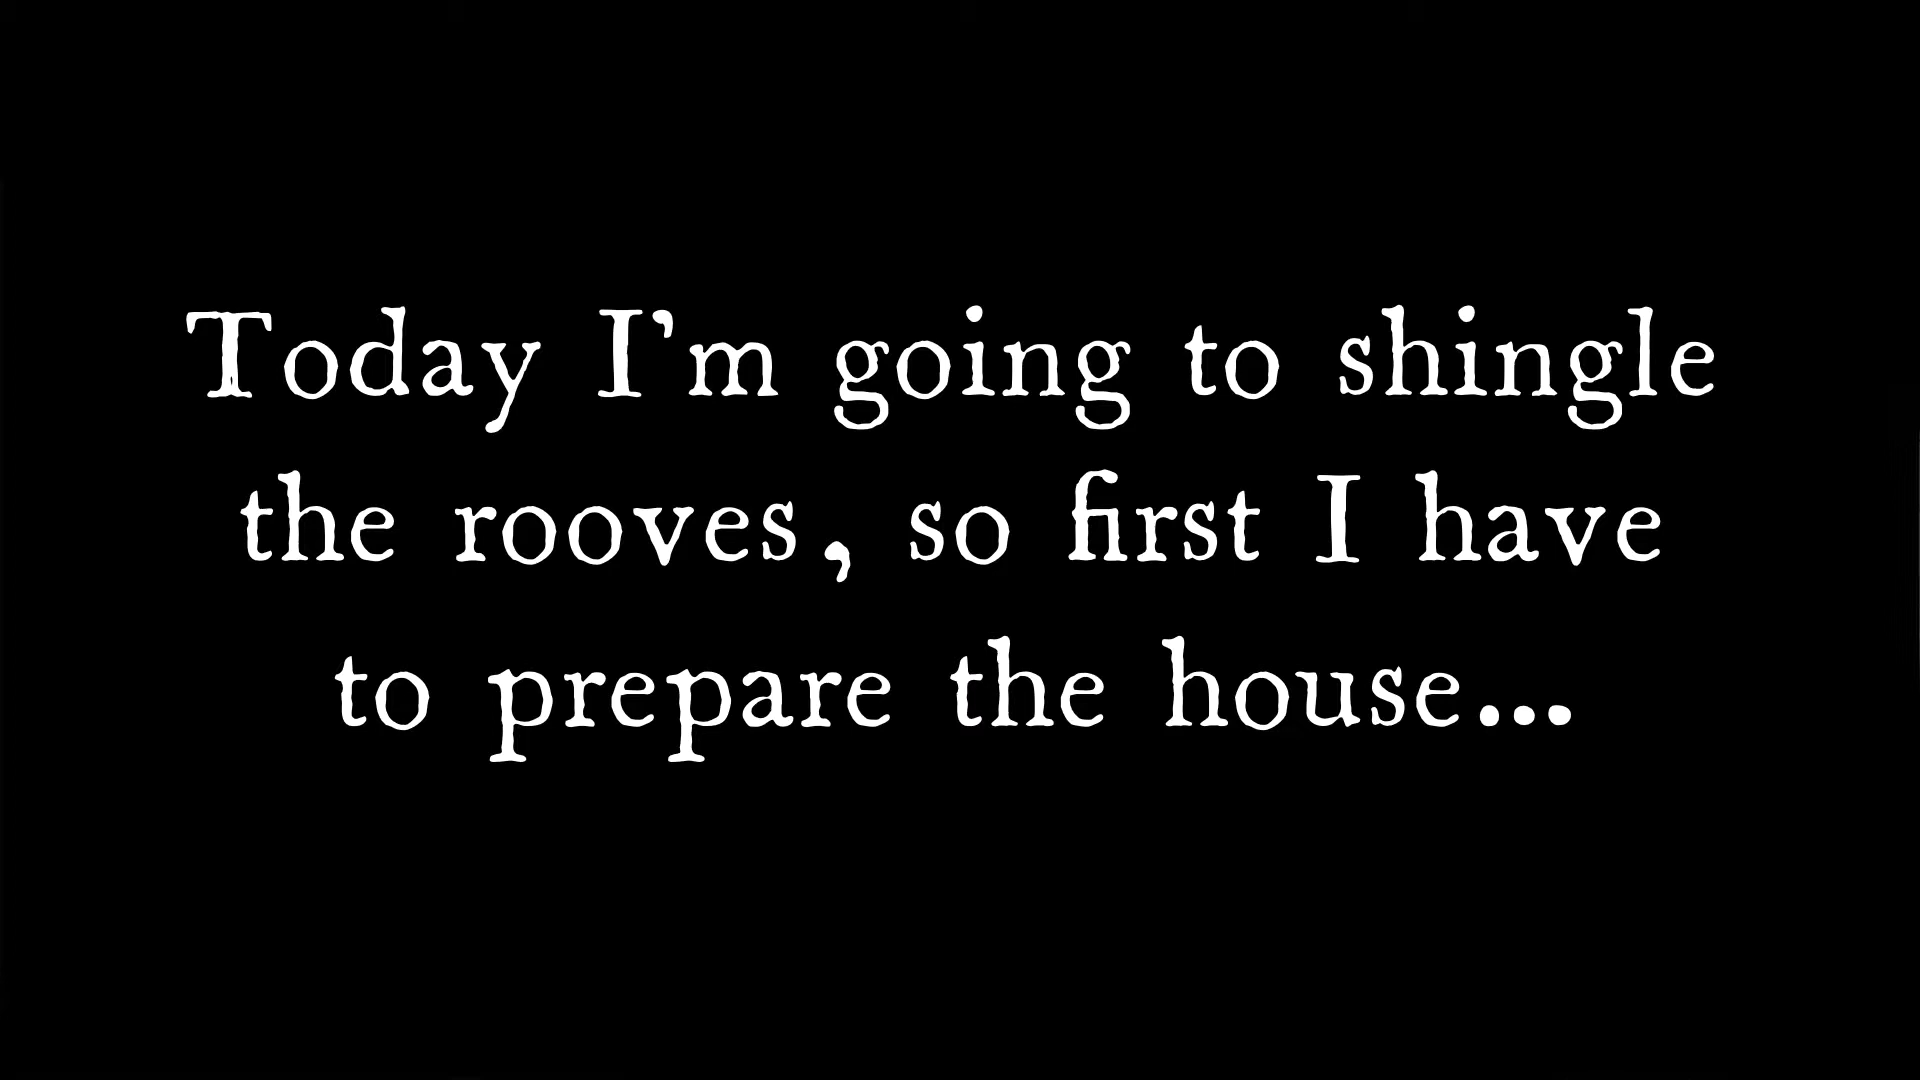 Today I’m going to shingle
the rooves, so first I have
to prepare the house...